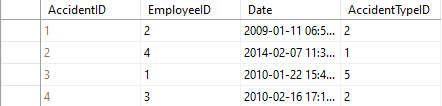 AccidentID EmployeeID Date AccidentTypeID
1 2 2009-01-11 06:5... 2
2 4 2014-02-07 11:3... 1
3 1 2010-01-22 15:4... 5
4 3 2010-02-16 17:1... 2